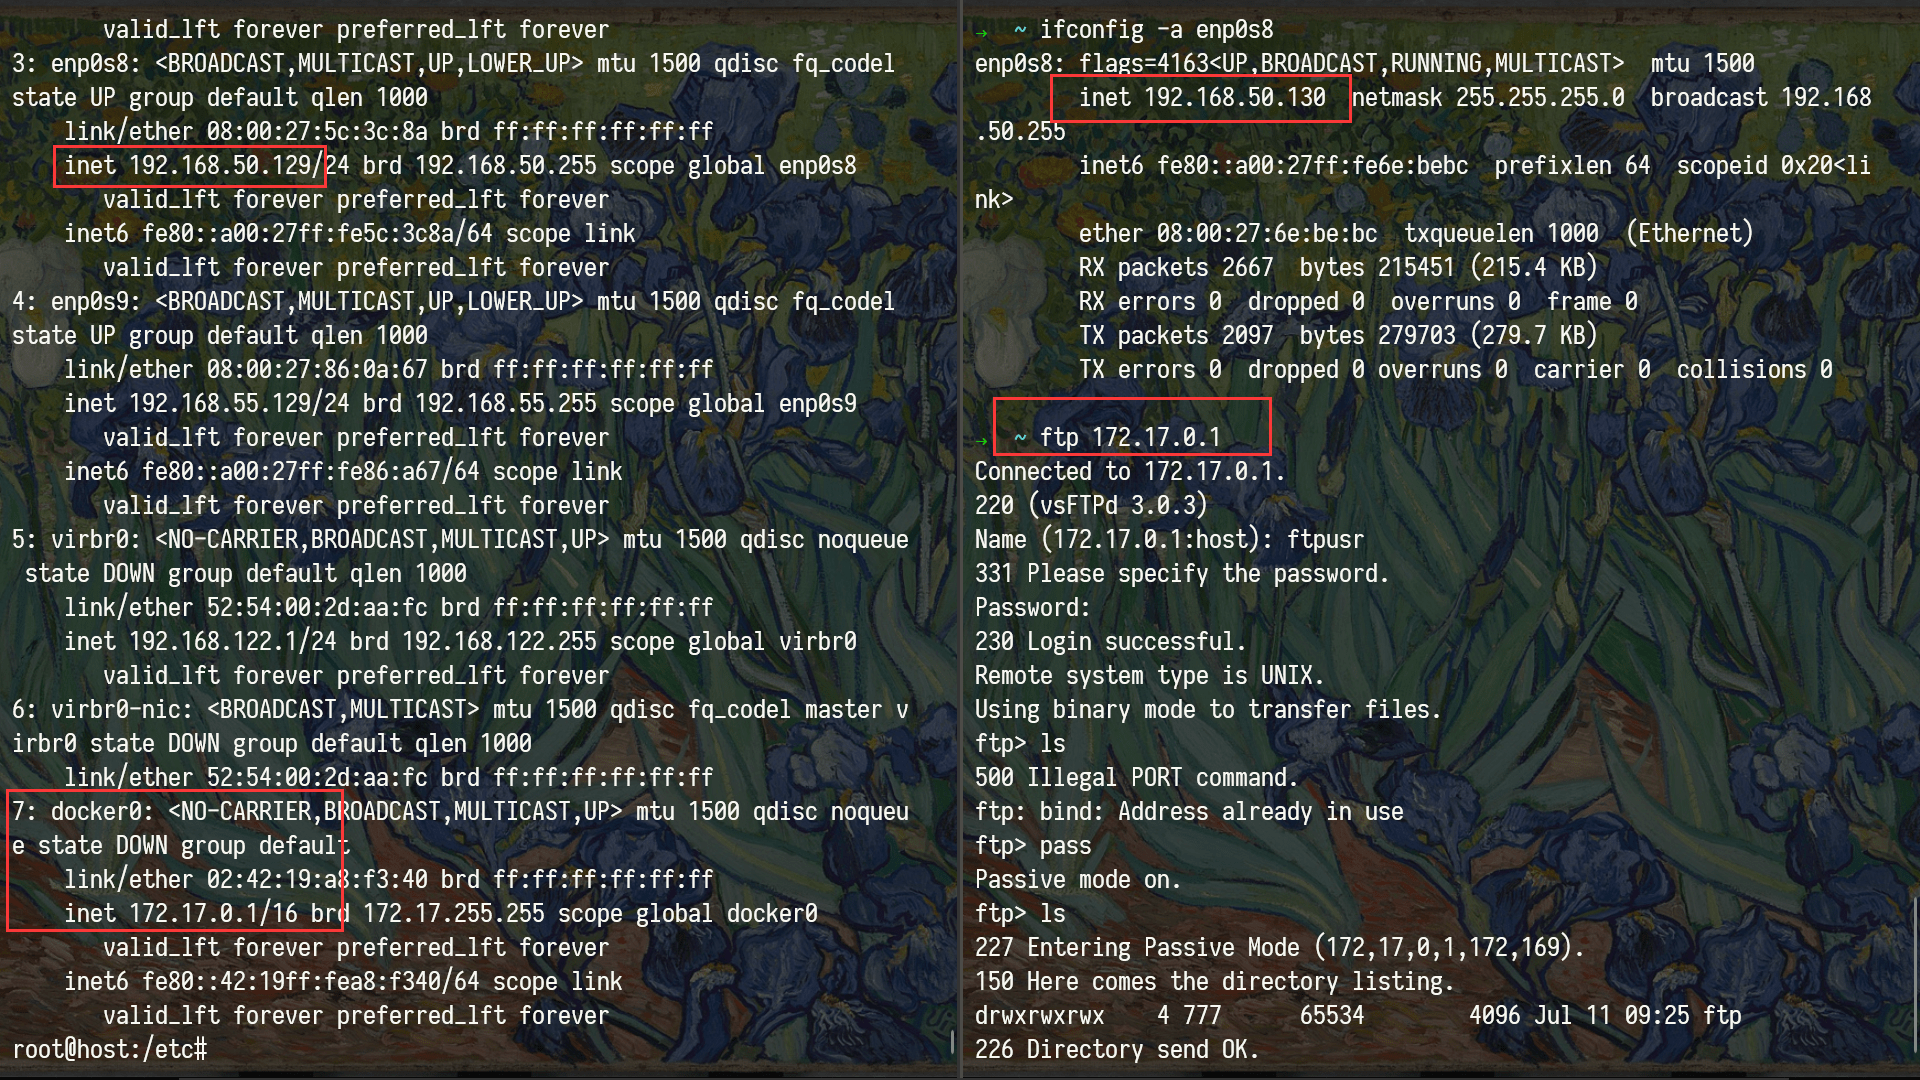 valid_lft forever preferred_lft forever
3: enp0s8: <BROADCAST,MULTICAST,UP,LOWER_UP> mtu 1500 qdisc fq_codel
state UP group default qlen 1000
link/ether 08:00:27:5c:3c:8a brd ff:ff:ff:ff:ff:ff
inet 192.168.50.129/24 brd 192.168.50.255 scope global enp0s8
valid_lft forever preferred_lft forever
inet6 fe80::a00:27ff:fe5c:3c8a/64 scope link
valid_lft forever preferred_lft forever
4: enp0s9: <BROADCAST,MULTICAST,UP,LOWER_UP> mtu 1500 qdisc fq_codel
state UP group default qlen 1000
link/ether 08:00:27:86:0a:67 brd ff:ff:ff:ff:ff:ff
inet 192.168.55.129/24 brd 192.168.55.255 scope global enp0s9
valid_lft forever preferred_lft forever
inet6 fe80::a00:27ff:fe86:a67/64 scope link
valid_lft forever preferred_lft forever
5: virbr0: <NO-CARRIER,BROADCAST,MULTICAST,UP> mtu 1500 qdisc noqueue
state DOWN group default qlen 1000
link/ether 52:54:00:2d:aa:fc brd ff:ff:ff:ff:ff:ff
inet 192.168.122.1/24 brd 192.168.122.255 scope global virbr0
valid_lft forever preferred_lft forever
6: virbr0-nic: <BROADCAST,MULTICAST> mtu 1500 qdisc fq_codel master v
irbr0 state DOWN group default qlen 1000
link/ether 52:54:00:2d:aa:fc brd ff:ff:ff:ff:ff:ff
7: docker0: <NO-CARRIER,BROADCAST,MULTICAST,UP> mtu 1500 qdisc noqueu
e state DOWN group default
link/ether 02:42:19:a8:f3:40 brd ff:ff:ff:ff:ff:ff
inet 172.17.0.1/16 brd 172.17.255.255 scope global docker0
valid_lft forever preferred_lft forever
inet6 fe80::42:19ff:fea8:f340/64 scope link
valid_lft forever preferred_lft forever
root@host:/etc#
→ ~ ifconfig -a enp0s8
enp0s8: flags=4163<UP,BROADCAST,RUNNING,MULTICAST> mtu 1500
inet 192.168.50.130 netmask 255.255.255.0 broadcast 192.168
.50.255
inet6 fe80::a00:27ff:fe6e:bebc prefixlen 64 scopeid 0x20<li
nk>
ether 08:00:27:6e:be:bc txqueuelen 1000 (Ethernet)
RX packets 2667 bytes 215451 (215.4 KB)
RX errors 0 dropped 0 overruns 0 frame 0
TX packets 2097 bytes 279703 (279.7 KB)
TX errors 0 dropped 0 overruns 0 carrier 0 collisions 0
→ ~ ftp 172.17.0.1
Connected to 172.17.0.1.
220 (vsFTPd 3.0.3)
Name (172.17.0.1:host): ftpusr
331 Please specify the password.
Password:
230 Login successful.
Remote system type is UNIX.
Using binary mode to transfer files.
ftp> ls
500 Illegal PORT command.
ftp: bind: Address already in use
ftp> pass
Passive mode on.
ftp> ls
227 Entering Passive Mode (172,17,0,1,172,169).
150 Here comes the directory listing.
drwxrwxrwx 4 777 65534 4096 Jul 11 09:25 ftp
226 Directory send OK.